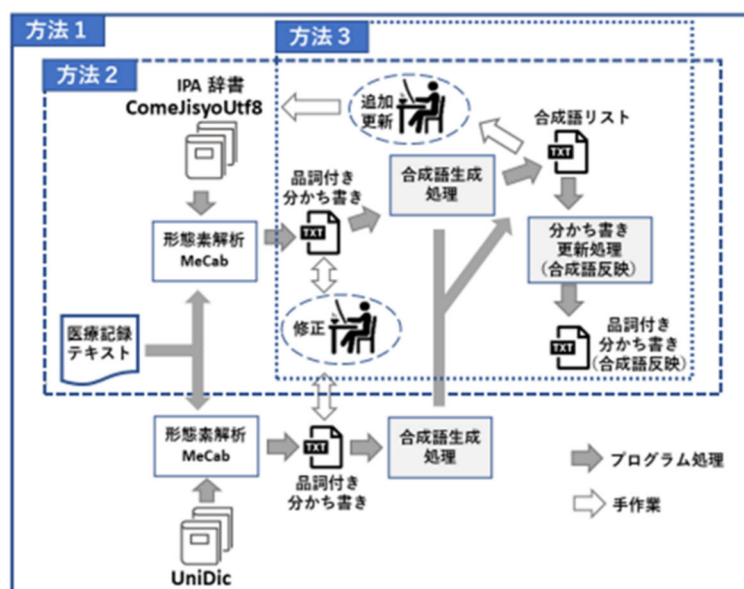 方法1
方法3
方法2
IPA 辞書
ComeJisyoUtf8
追加
更新
合成語リスト
TXT
品詞付き
分かち書き
TXT
合成語生成
処理
形態素解析
MeCab
分かち書き
更新処理
(合成語反映)
修正
医療記録
テキスト
TXT
品詞付き
分かち書き
(合成語反映)
形態素解析
MeCab
TXT
品詞付き
分かち書き
合成語生成
処理
プログラム処理
手作業
UniDic